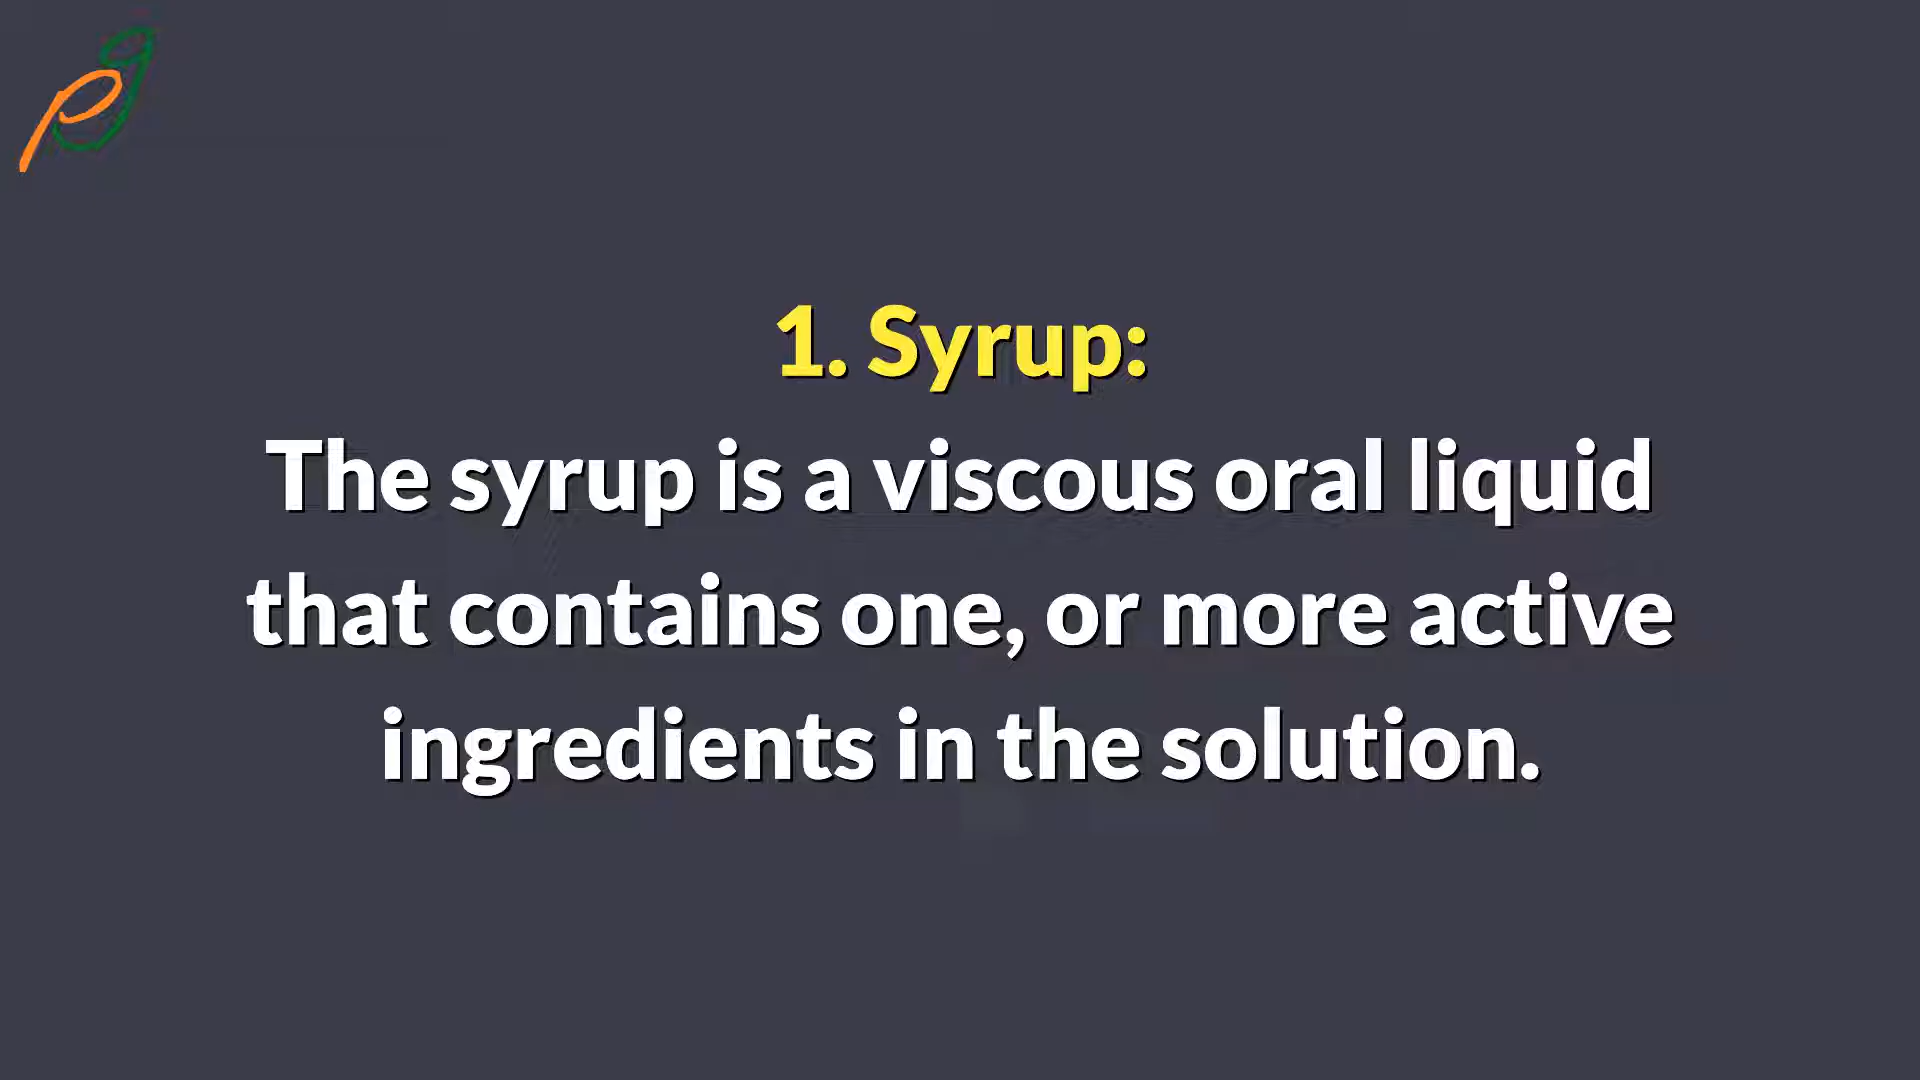 1. Syrup:
The syrup is a viscous oral liquid
that contains one, or more active
ingredients in the solution.